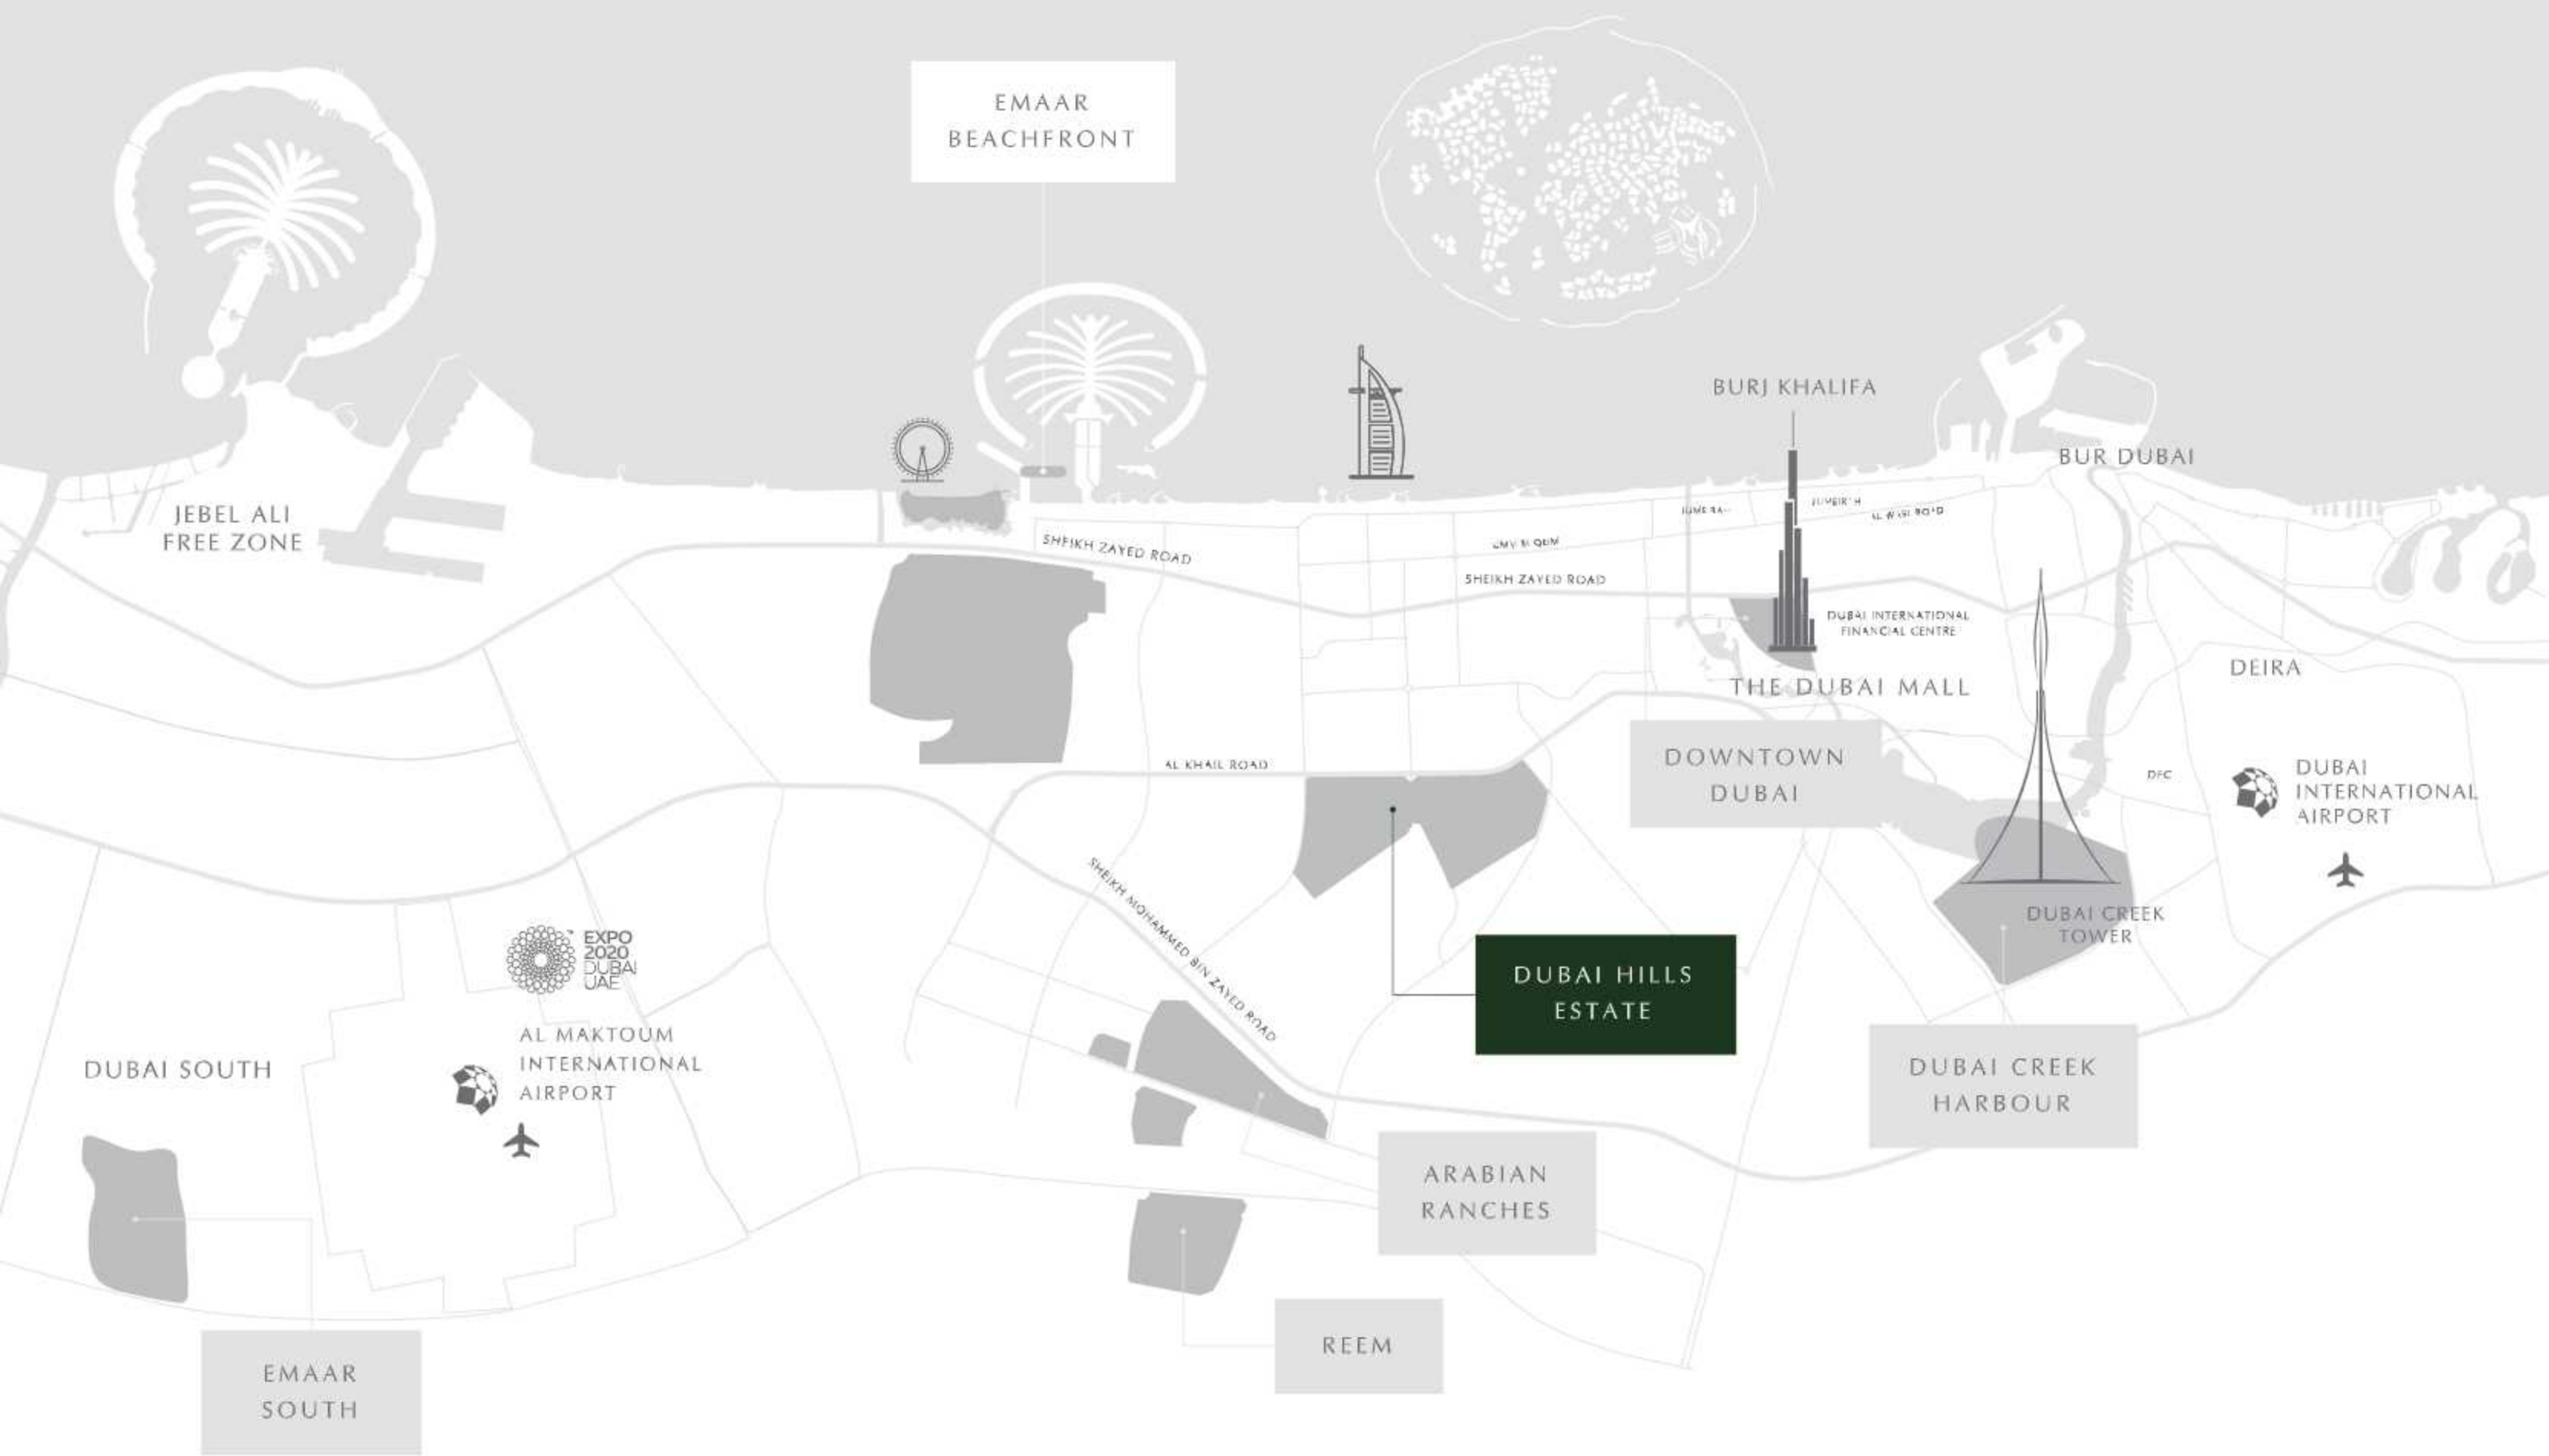 EMAAR
BEACHFRONT
BURJ KHALIFA
BUR DUBAI
JEBEL ALI
FREE ZONE
SHEIKH ZAYED ROAD
SHEIKH ZAYED ROAD
DUBAI INTERNATIONAL
FINANCIAL CENTRE
DEIRA
THE DUBAI MALL
DOWNTOWN
DUBAI
AL KHAIL ROAD
DUBAI
INTERNATIONAL
AIRPORT
SHEIKH MOHAMMED BIN ZAYED ROAD
DUBAI CREEK
TOWER
EXPO
2020
DUBAI
UAE
DUBAI HILLS
ESTATE
AL MAKTOUM
INTERNATIONAL
AIRPORT
DUBAI SOUTH
DUBAI CREEK
HARBOUR
ARABIAN
RANCHES
REEM
EMAAR
SOUTH